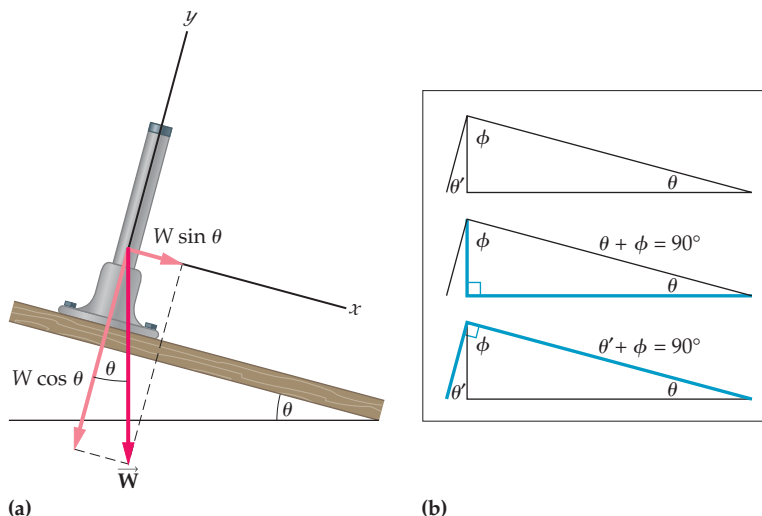 y
W sin θ
x
W cos θ
θ
θ
W
(a)
ϕ
θ′
θ
ϕ
θ + ϕ = 90°
θ
θ′ + ϕ = 90°
ϕ
θ′
θ
(b)